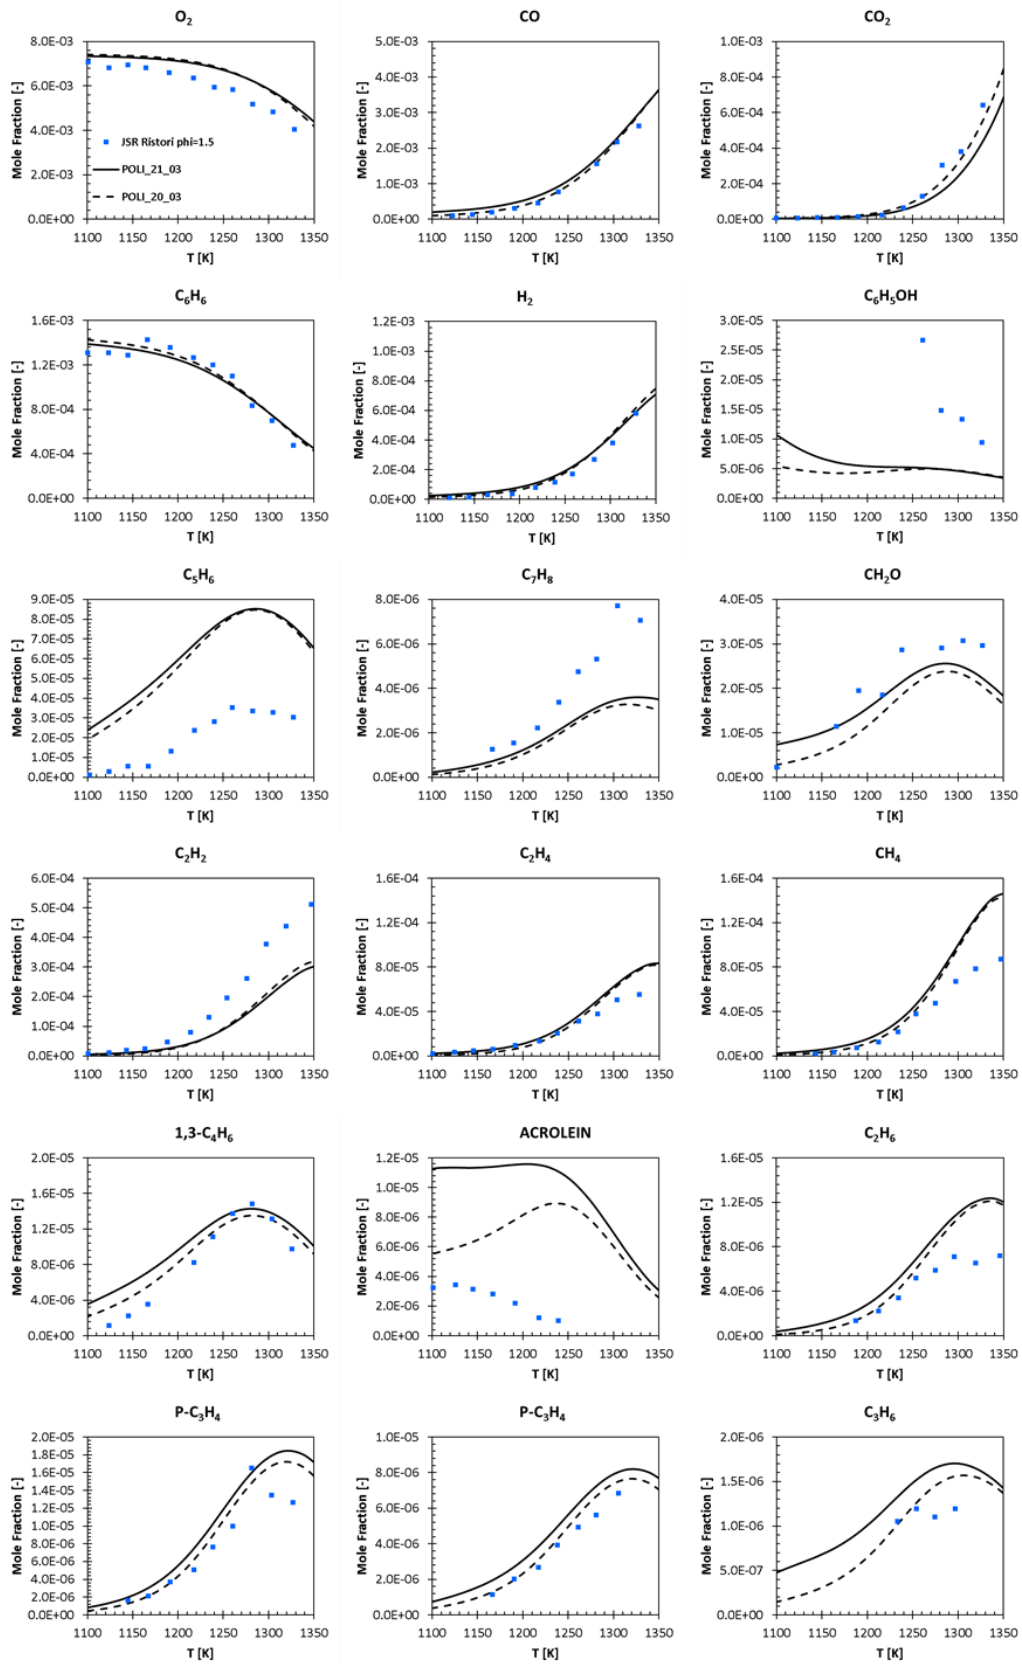 O₂
Mole Fraction [-]
8.0E-03
6.0E-03
4.0E-03
2.0E-03
0.0E+00
JSR Ristori phi=1.5
POLI_21_03
POLI_20_03
1100 1150 1200 1250 1300 1350
T [K]
CO
Mole Fraction [-]
5.0E-03
4.0E-03
3.0E-03
2.0E-03
1.0E-03
0.0E+00
1100 1150 1200 1250 1300 1350
T [K]
CO₂
Mole Fraction [-]
1.0E-03
8.0E-04
6.0E-04
4.0E-04
2.0E-04
0.0E+00
1100 1150 1200 1250 1300 1350
T [K]
C₆H₆
Mole Fraction [-]
1.6E-03
1.2E-03
8.0E-04
4.0E-04
0.0E+00
1100 1150 1200 1250 1300 1350
T [K]
H₂
Mole Fraction [-]
1.2E-03
1.0E-03
8.0E-04
6.0E-04
4.0E-04
2.0E-04
0.0E+00
1100 1150 1200 1250 1300 1350
T [K]
C₆H₅OH
Mole Fraction [-]
3.0E-05
2.5E-05
2.0E-05
1.5E-05
1.0E-05
5.0E-06
0.0E+00
1100 1150 1200 1250 1300 1350
T [K]
C₅H₆
Mole Fraction [-]
9.0E-05
8.0E-05
7.0E-05
6.0E-05
5.0E-05
4.0E-05
3.0E-05
2.0E-05
1.0E-05
0.0E+00
1100 1150 1200 1250 1300 1350
T [K]
C₇H₈
Mole Fraction [-]
8.0E-06
6.0E-06
4.0E-06
2.0E-06
0.0E+00
1100 1150 1200 1250 1300 1350
T [K]
CH₂O
Mole Fraction [-]
4.0E-05
3.0E-05
2.0E-05
1.0E-05
0.0E+00
1100 1150 1200 1250 1300 1350
T [K]
C₂H₂
Mole Fraction [-]
6.0E-04
5.0E-04
4.0E-04
3.0E-04
2.0E-04
1.0E-04
0.0E+00
1100 1150 1200 1250 1300 1350
T [K]
C₂H₄
Mole Fraction [-]
1.6E-04
1.2E-04
8.0E-05
4.0E-05
0.0E+00
1100 1150 1200 1250 1300 1350
T [K]
CH₄
Mole Fraction [-]
1.6E-04
1.2E-04
8.0E-05
4.0E-05
0.0E+00
1100 1150 1200 1250 1300 1350
T [K]
1,3-C₄H₆
Mole Fraction [-]
2.0E-05
1.6E-05
1.2E-05
8.0E-06
4.0E-06
0.0E+00
1100 1150 1200 1250 1300 1350
T [K]
ACROLEIN
Mole Fraction [-]
1.2E-05
1.0E-05
8.0E-06
6.0E-06
4.0E-06
2.0E-06
0.0E+00
1100 1150 1200 1250 1300 1350
T [K]
C₂H₆
Mole Fraction [-]
1.6E-05
1.2E-05
8.0E-06
4.0E-06
0.0E+00
1100 1150 1200 1250 1300 1350
T [K]
P-C₃H₄
Mole Fraction [-]
2.0E-05
1.8E-05
1.6E-05
1.4E-05
1.2E-05
1.0E-05
8.0E-06
6.0E-06
4.0E-06
2.0E-06
0.0E+00
1100 1150 1200 1250 1300 1350
T [K]
P-C₃H₄
Mole Fraction [-]
1.0E-05
8.0E-06
6.0E-06
4.0E-06
2.0E-06
0.0E+00
1100 1150 1200 1250 1300 1350
T [K]
C₃H₆
Mole Fraction [-]
2.0E-06
1.5E-06
1.0E-06
5.0E-07
0.0E+00
1100 1150 1200 1250 1300 1350
T [K]